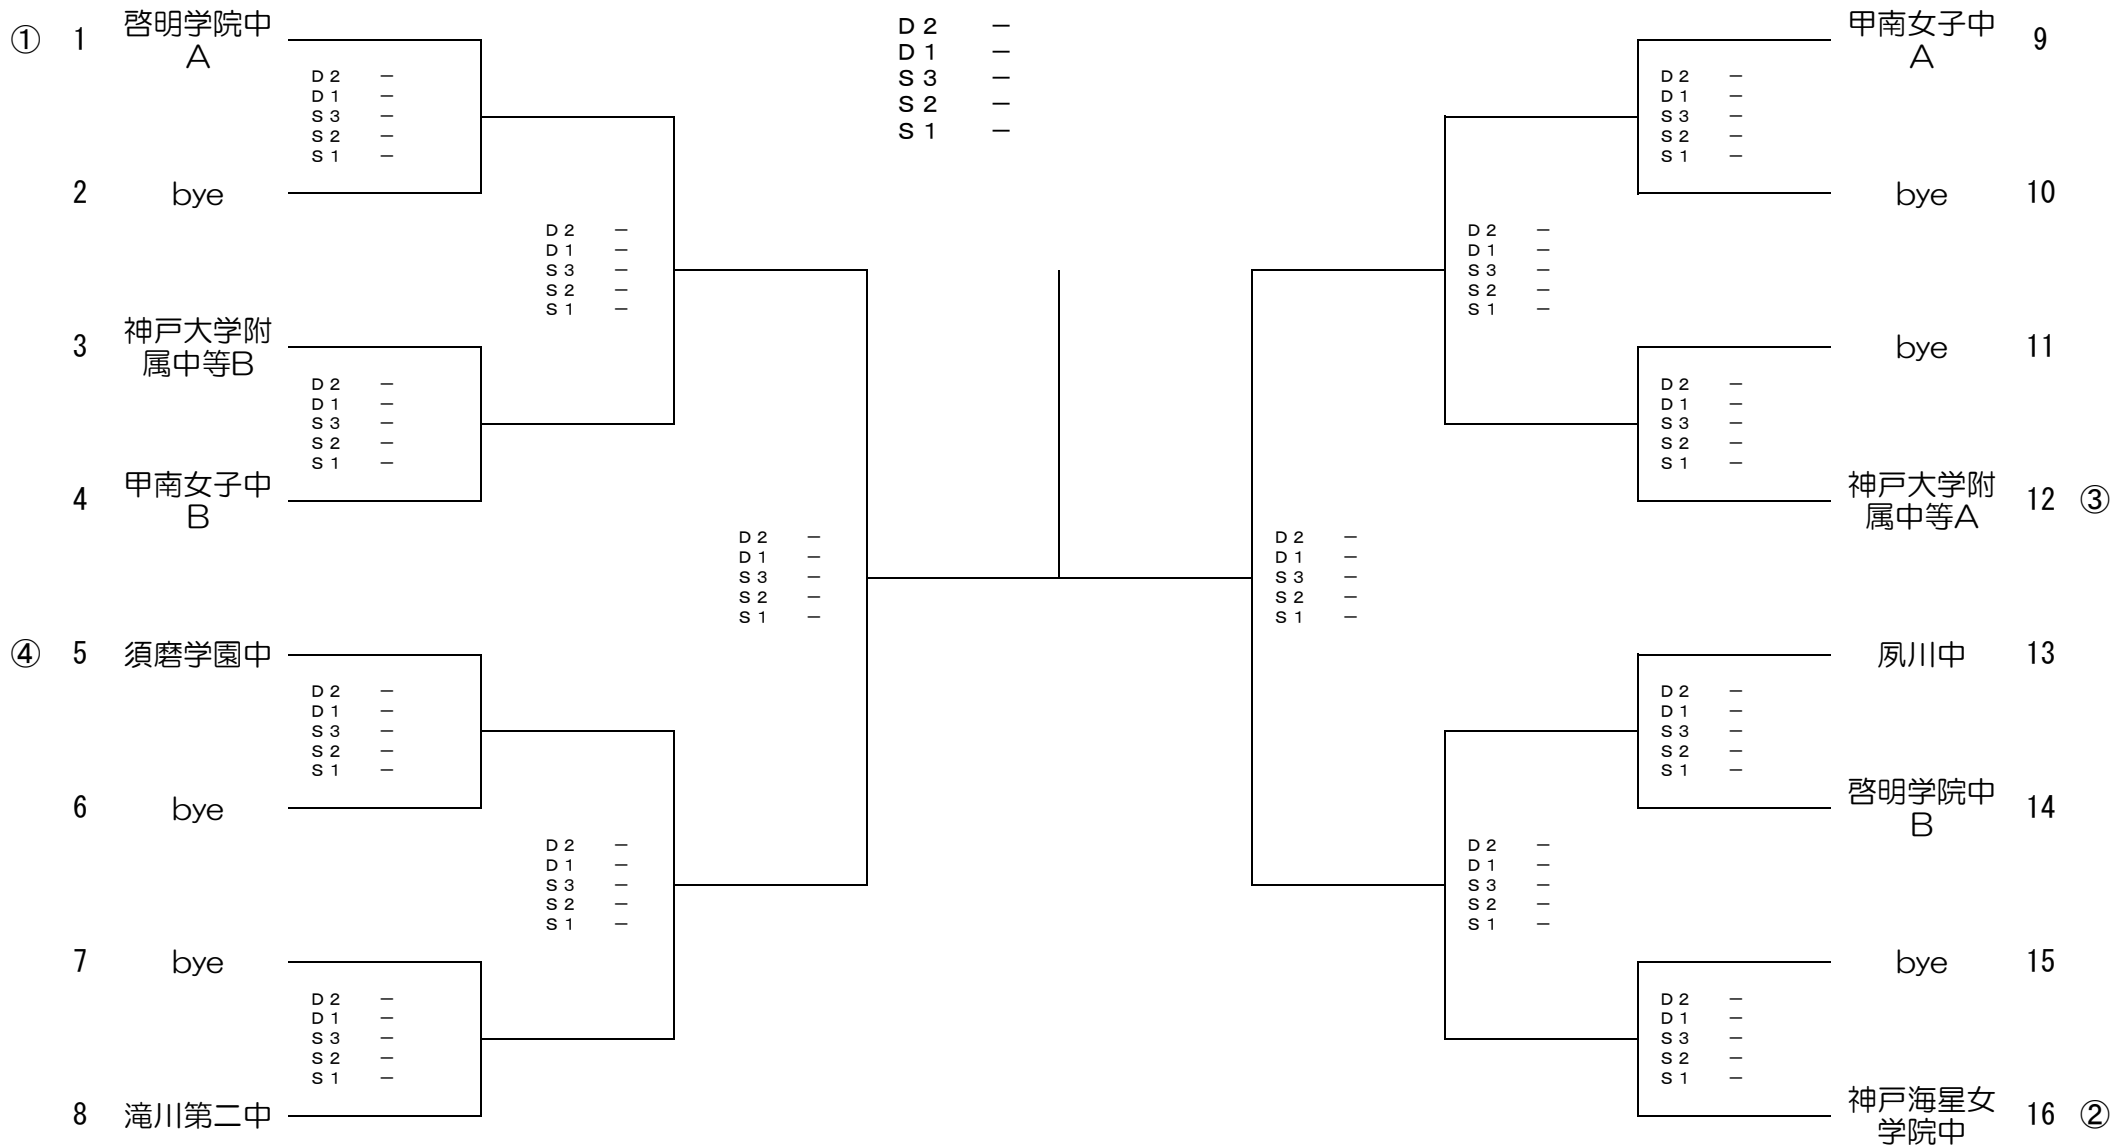 ① 1 啓明学院中
A
D2 －
D1 －
S3 －
S2 －
S1 －
2 bye
D2 －
D1 －
S3 －
S2 －
S1 －
3 神戸大学附
属中等B
D2 －
D1 －
S3 －
S2 －
S1 －
4 甲南女子中
B
D2 －
D1 －
S3 －
S2 －
S1 －
④ 5 須磨学園中
D2 －
D1 －
S3 －
S2 －
S1 －
6 bye
D2 －
D1 －
S3 －
S2 －
S1 －
7 bye
D2 －
D1 －
S3 －
S2 －
S1 －
8 滝川第二中
D2 －
D1 －
S3 －
S2 －
S1 －
甲南女子中 9
A
D2 －
D1 －
S3 －
S2 －
S1 －
bye 10
D2 －
D1 －
S3 －
S2 －
S1 －
bye 11
D2 －
D1 －
S3 －
S2 －
S1 －
神戸大学附
属中等A 12 ③
D2 －
D1 －
S3 －
S2 －
S1 －
夙川中 13
D2 －
D1 －
S3 －
S2 －
S1 －
啓明学院中
B 14
D2 －
D1 －
S3 －
S2 －
S1 －
bye 15
D2 －
D1 －
S3 －
S2 －
S1 －
神戸海星女
学院中 16 ②